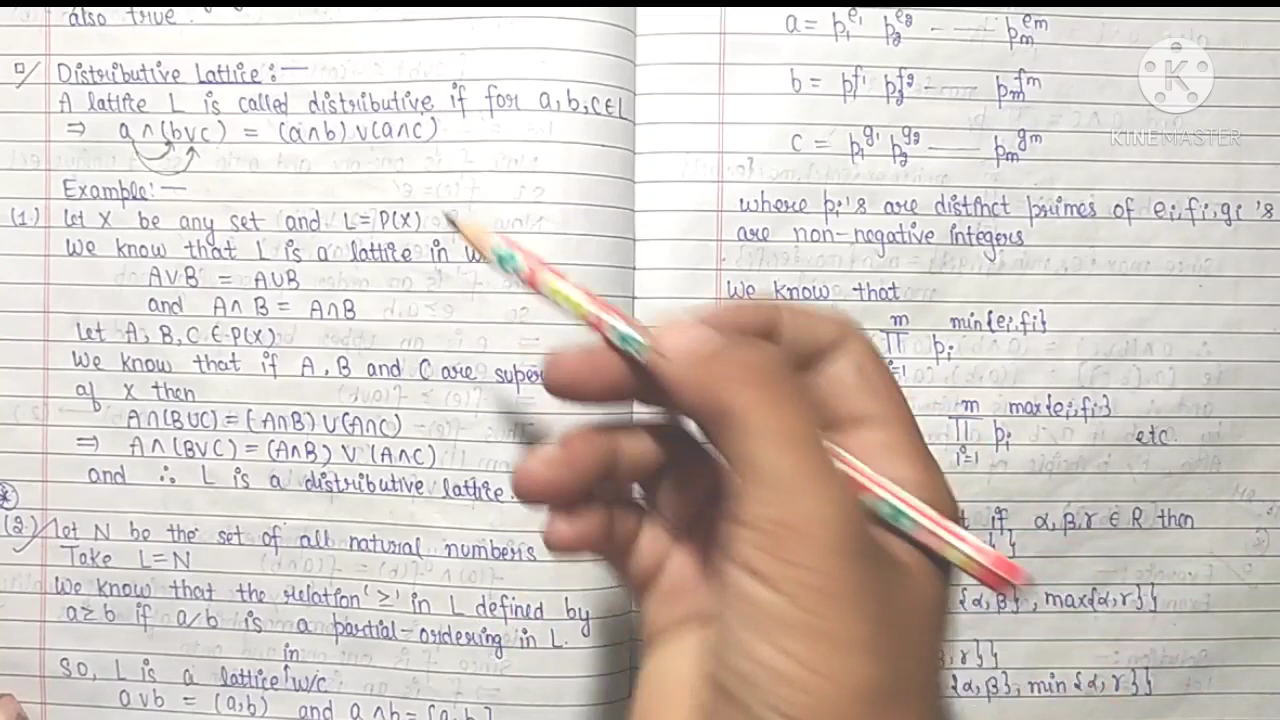 also true.
Distributive Lattice:—
A lattice L is called distributive if for a,b,c∈L
⇒ a∧(b∨c) = (a∧b)∨(a∧c)
Example:—
(1.) Let X be any set and L=P(X)
We know that L is a lattice in
A∨B = A∪B
and A∧B = A∩B
Let A, B, C ∈ P(X)
We know that if A, B and C are
of X then
A∩(B∪C) = (A∩B) ∪(A∩C)
⇒ A∧(B∨C) = (A∧B) ∨ (A∧C)
and ∴ L is a distributive lattice.
(2.) Let N be the set of all natural numbers
Take L=N
We know that the relation '≥' in L defined by
a≥b if a/b is a partial-ordering in L.
So, L is a lattice in w/c
a∨b = (a,b) and a∧b = [a,b]
a = p₁^e₁ p₂^e₂ ---- pₘ^eₘ
b = p₁^f₁ p₂^f₂ ---- pₘ^fₘ
c = p₁^g₁ p₂^g₂ ---- pₘ^gₘ
where pᵢ's are distinct primes of eᵢ,fᵢ,gᵢ's
are non-negative integers
We know that
m
∏ pᵢ^min{eᵢ,fᵢ}
i=1
m
∏ pᵢ^max{eᵢ,fᵢ} etc.
i=1
if α,β,r ∈ R then
}}
{α,β}, max{α,r}}
,r}}
{α,β}, min{α,r}}
KINEMASTER